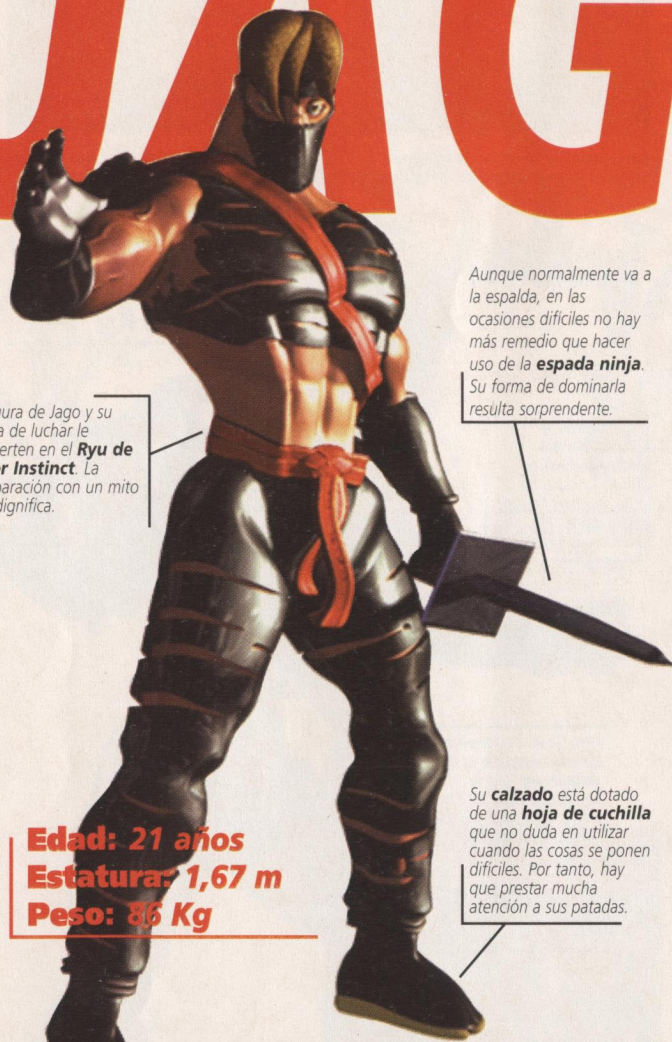 JAG
Aunque normalmente va a
la espalda, en las
ocasiones difíciles no hay
más remedio que hacer
uso de la espada ninja.
Su forma de dominarla
resulta sorprendente.
gura de Jago y su
a de luchar le
erten en el Ryu de
r Instinct. La
paración con un mito
dignifica.
Edad: 21 años
Estatura: 1,67 m
Peso: 86 Kg
Su calzado está dotado
de una hoja de cuchilla
que no duda en utilizar
cuando las cosas se ponen
difíciles. Por tanto, hay
que prestar mucha
atención a sus patadas.